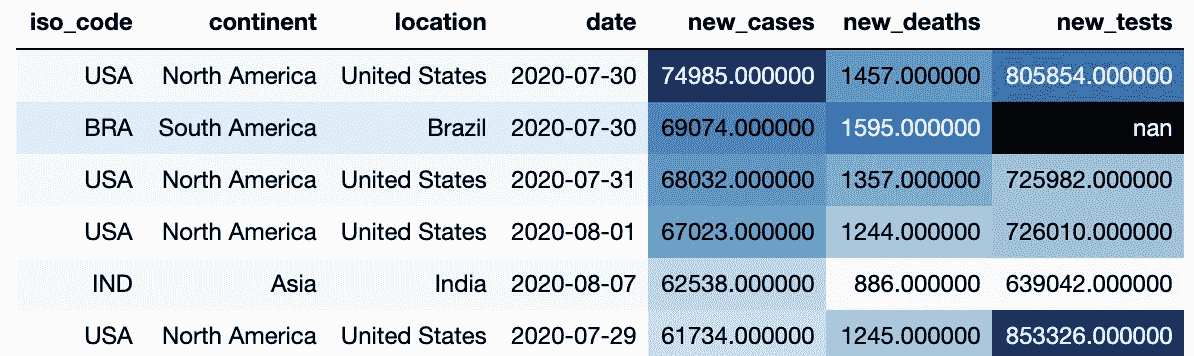 iso_code continent location date new_cases new_deaths new_tests
USA North America United States 2020-07-30 74985.000000 1457.000000 805854.000000
BRA South America Brazil 2020-07-30 69074.000000 1595.000000 nan
USA North America United States 2020-07-31 68032.000000 1357.000000 725982.000000
USA North America United States 2020-08-01 67023.000000 1244.000000 726010.000000
IND Asia India 2020-08-07 62538.000000 886.000000 639042.000000
USA North America United States 2020-07-29 61734.000000 1245.000000 853326.000000